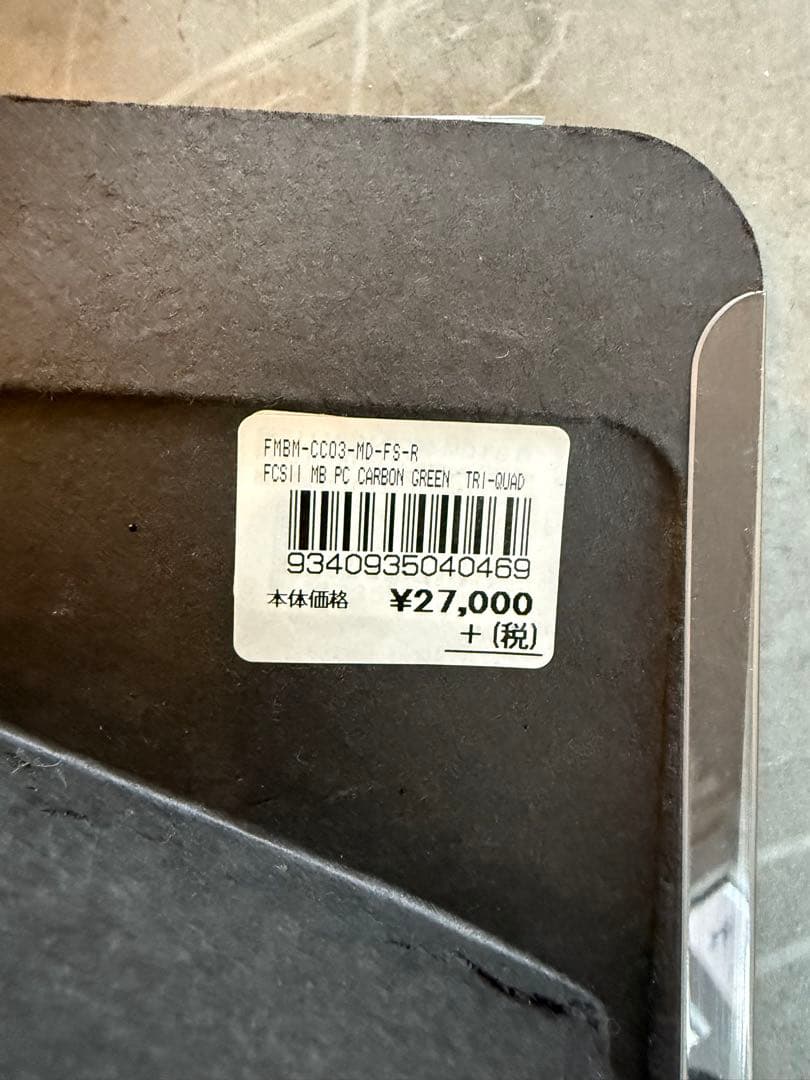 FMBM-CC03-MD-FS-R
FCSII MB PC CARBON GREEN TRI-QUAD
9340935040469
本体価格 ¥27,000
+(税)